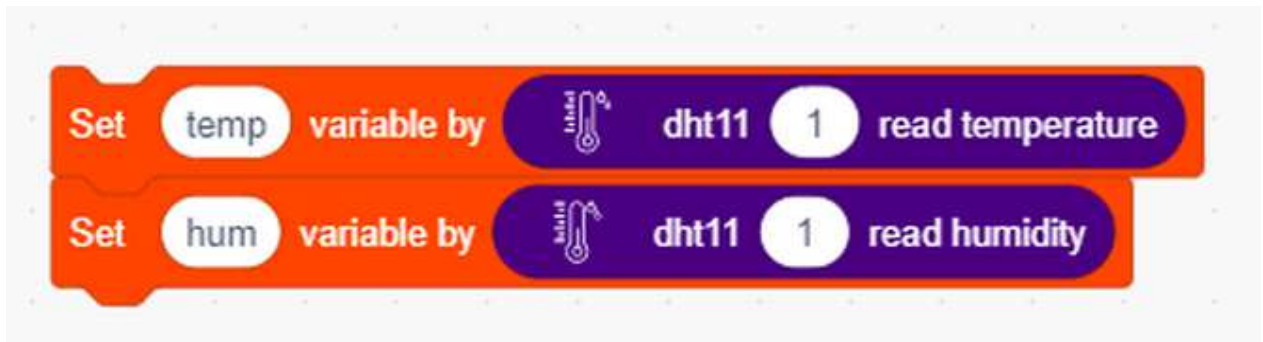 Set temp variable by dht11 1 read temperature
Set hum variable by dht11 1 read humidity